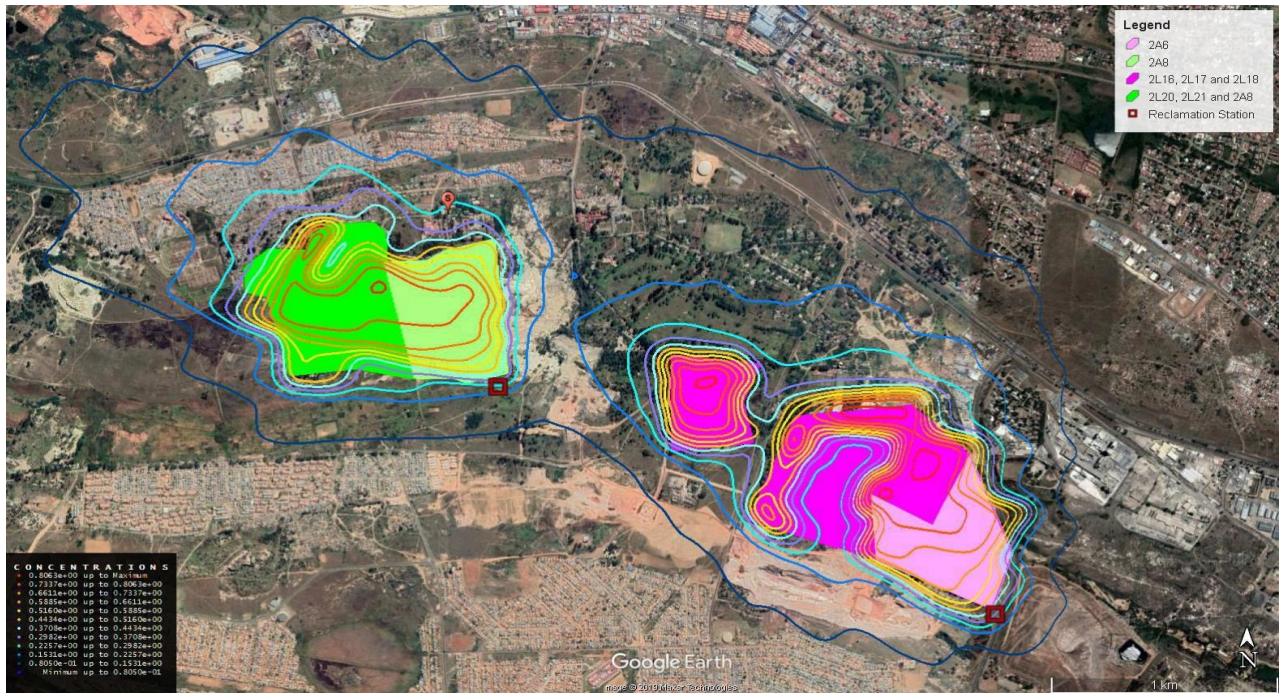 Legend
2A6
2A8
2L16, 2L17 and 2L18
2L20, 2L21 and 2A8
Reclamation Station
S
CONCENTRATIONS
0.8063e+00 up to Maximum
0.7337e+00 up to 0.8063e+00
0.6611e+00 up to 0.7337e+00
0.5885e+00 up to 0.6611e+00
0.5160e+00 up to 0.5885e+00
0.4434e+00 up to 0.5160e+00
0.3708e+00 up to 0.4434e+00
0.2982e+00 up to 0.3708e+00
0.2257e+00 up to 0.2982e+00
0.1531e+00 up to 0.2257e+00
0.8050e-01 up to 0.1531e+00
Minimum up to 0.8050e-01
Google Earth
Image © 2019 Maxar Technologies
N
1 km